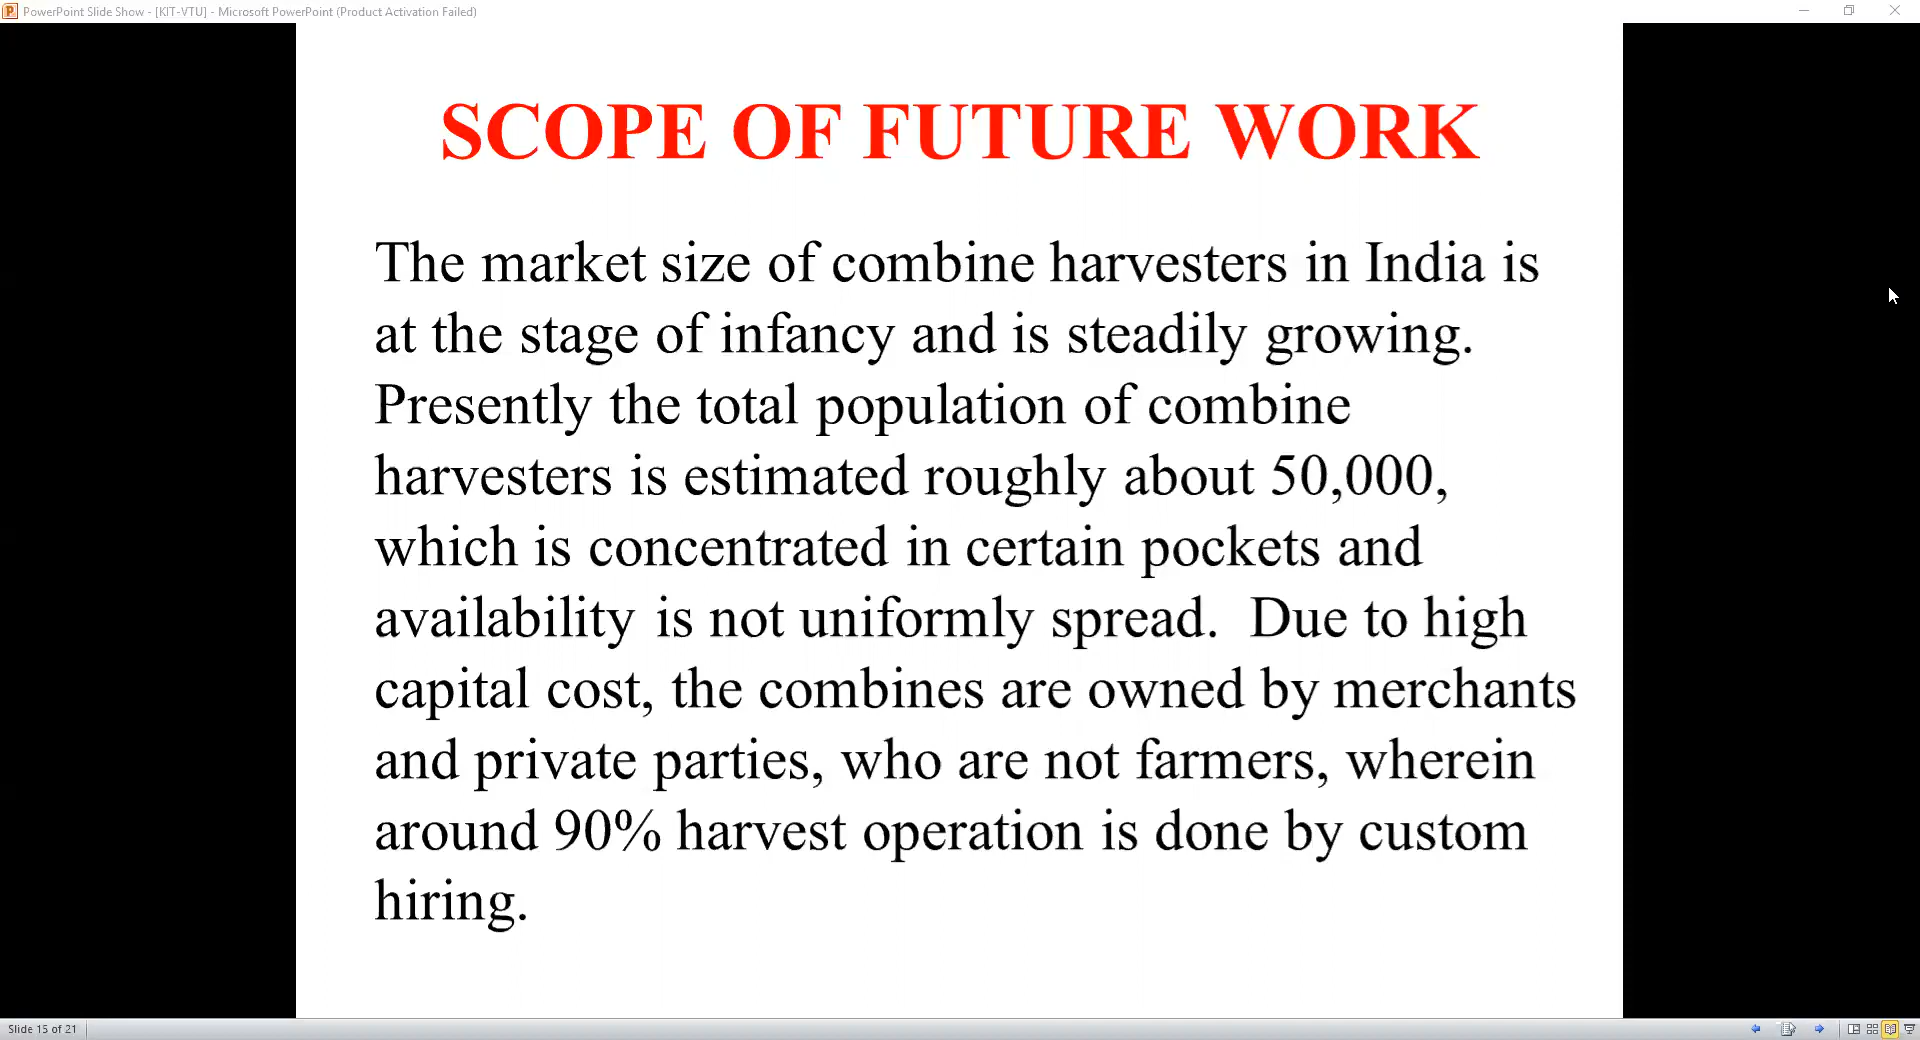 PowerPoint Slide Show - [KIT-VTU] - Microsoft PowerPoint (Product Activation Failed)
SCOPE OF FUTURE WORK
The market size of combine harvesters in India is
at the stage of infancy and is steadily growing.
Presently the total population of combine
harvesters is estimated roughly about 50,000,
which is concentrated in certain pockets and
availability is not uniformly spread.  Due to high
capital cost, the combines are owned by merchants
and private parties, who are not farmers, wherein
around 90% harvest operation is done by custom
hiring.
Slide 15 of 21